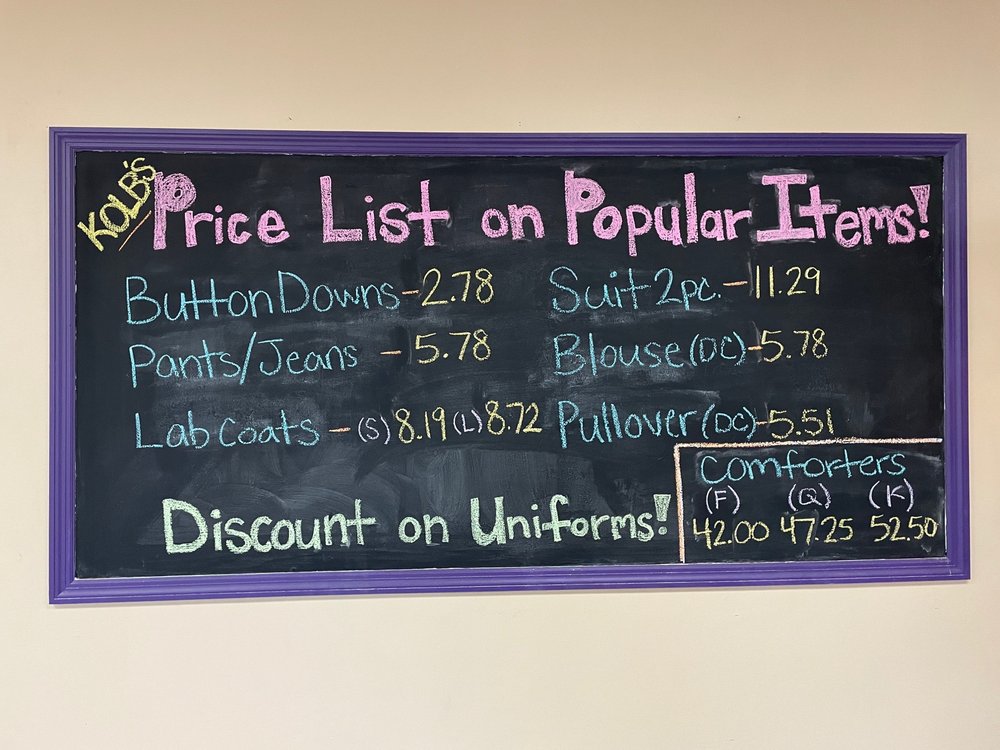 KOLB'S
Price List on Popular Items!
Button Downs - 2.78
Suit 2pc. - 11.29
Pants/Jeans - 5.78
Blouse (DC) - 5.78
Lab Coats - (S) 8.19 (L) 8.72
Pullover (DC) - 5.51
Comforters
(F) (Q) (K)
42.00 47.25 52.50
Discount on Uniforms!